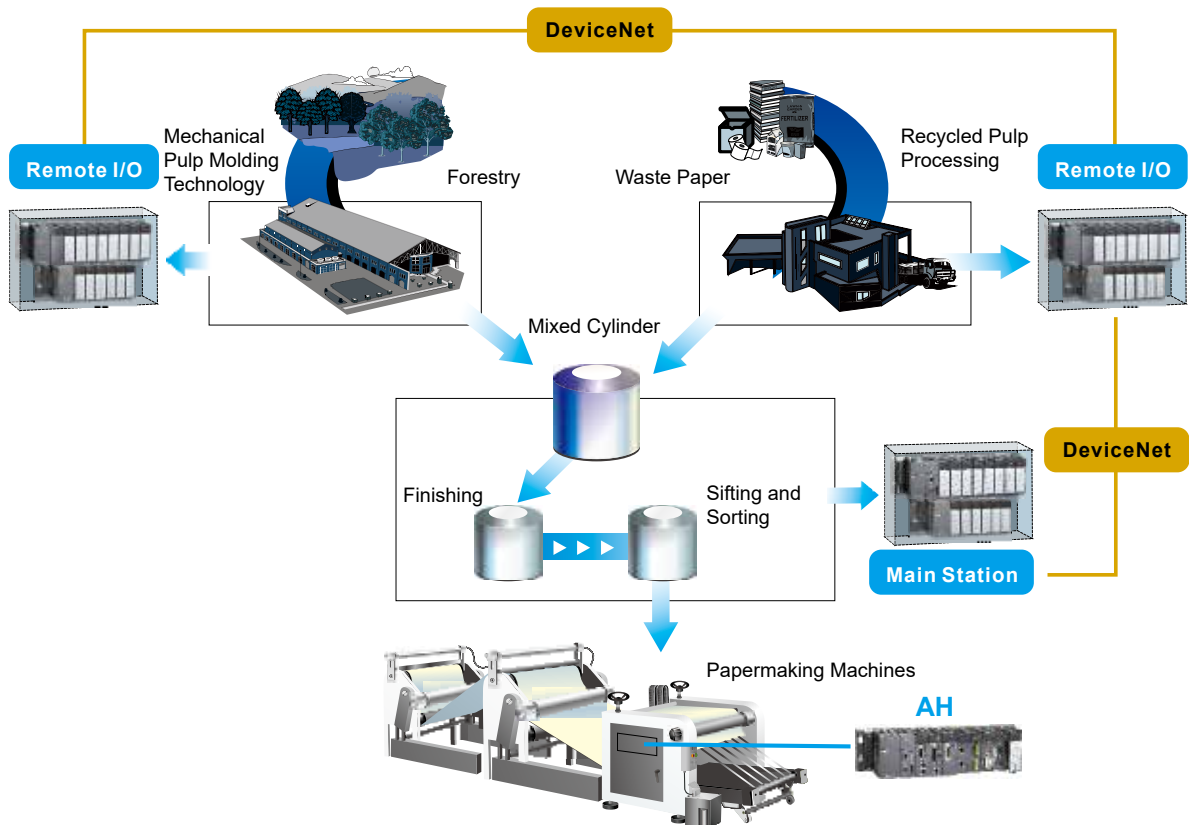 DeviceNet
Mechanical
Pulp Molding
Technology
Forestry
Waste Paper
FERTILIZER
Recycled Pulp
Processing
Remote I/O
Remote I/O
Mixed Cylinder
DeviceNet
Finishing
Sifting and
Sorting
Main Station
Papermaking Machines
AH